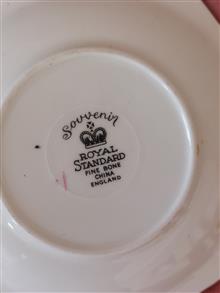 Souvenir
ROYAL
STANDARD
FINE BONE
CHINA
ENGLAND